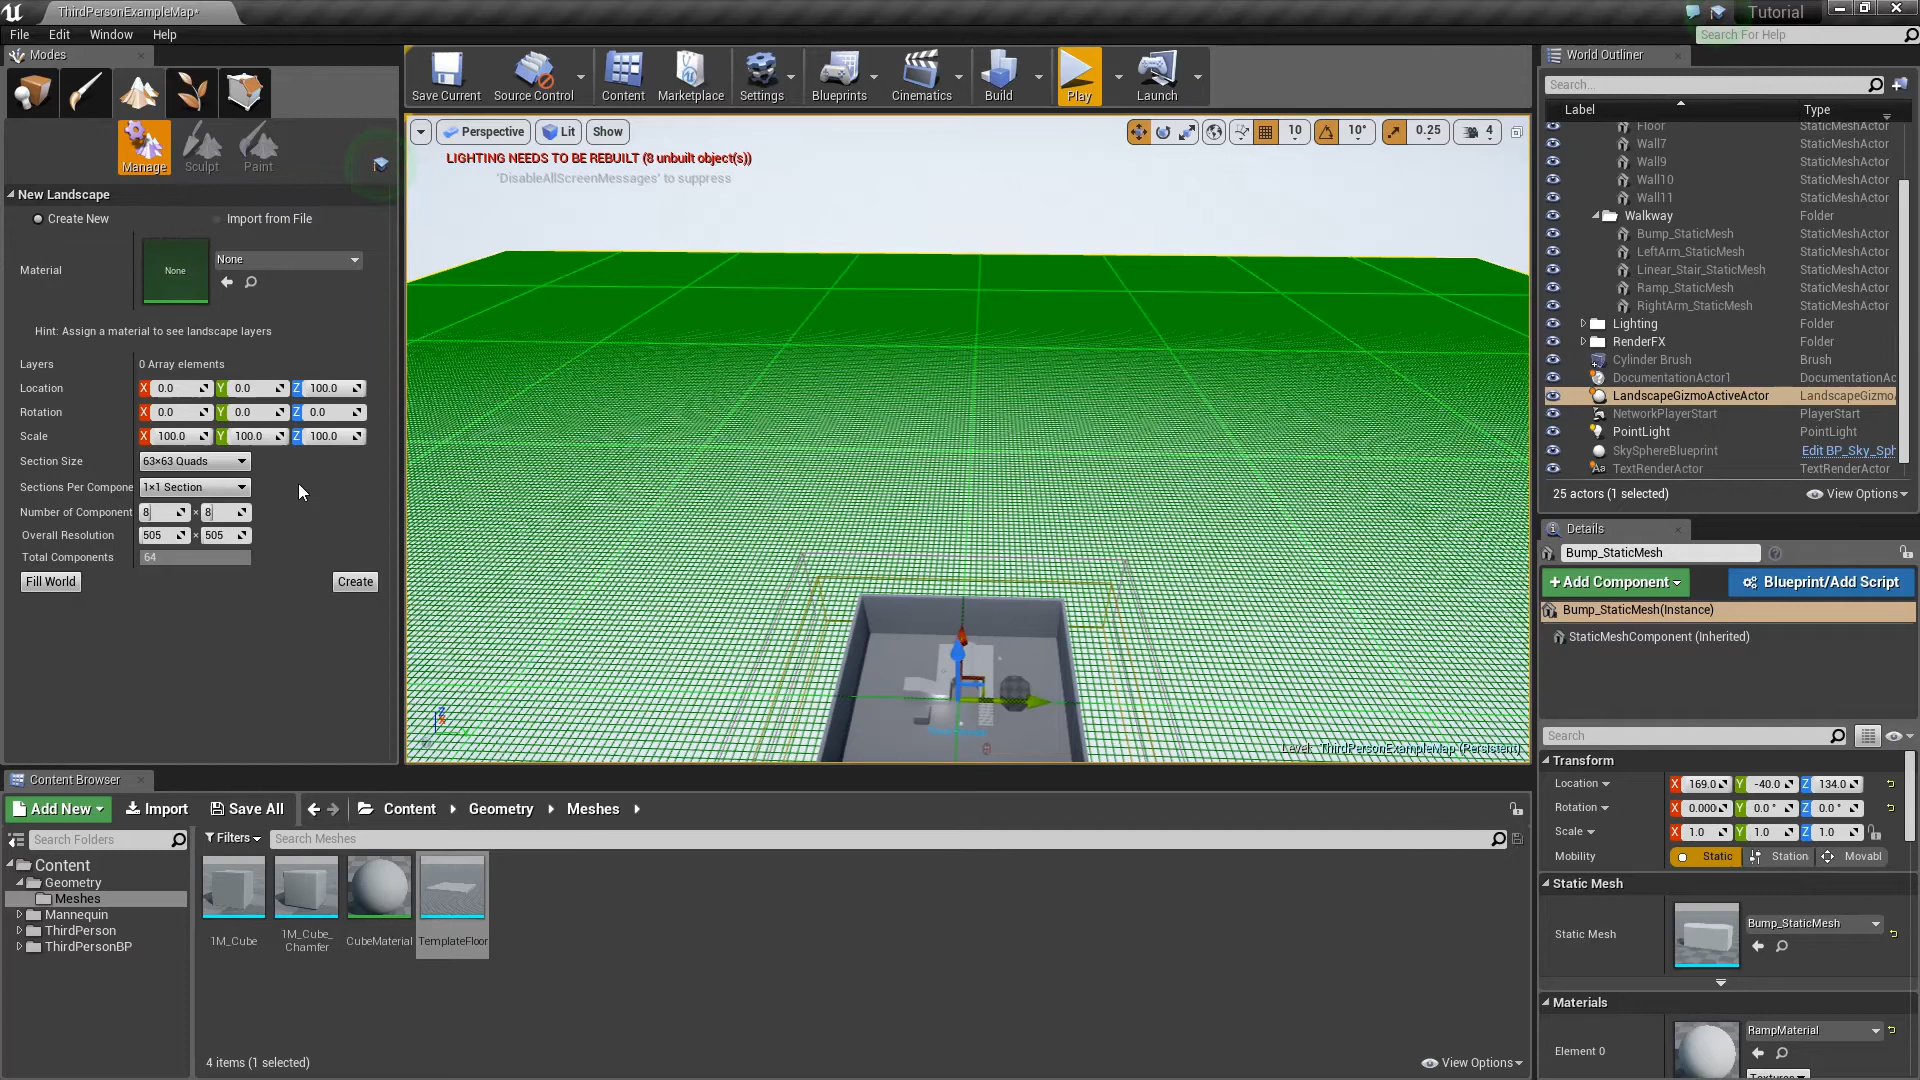 ThirdPersonExampleMap*
Tutorial
File Edit Window Help
Search For Help
Modes
Manage Sculpt Paint
New Landscape
Create New Import from File
Material None None
Hint: Assign a material to see landscape layers
Layers 0 Array elements
Location X 0.0 Y 0.0 Z 100.0
Rotation X 0.0 Y 0.0 Z 0.0
Scale X 100.0 Y 100.0 Z 100.0
Section Size 63×63 Quads
Sections Per Compone 1×1 Section
Number of Component 8 × 8
Overall Resolution 505 × 505
Total Components 64
Fill World Create
Save Current Source Control Content Marketplace Settings Blueprints Cinematics Build Play Launch
Perspective Lit Show 10 10° 0.25 4
LIGHTING NEEDS TO BE REBUILT (8 unbuilt object(s))
'DisableAllScreenMessages' to suppress
Level: ThirdPersonExampleMap (Persistent)
World Outliner
Search...
Label Type
Floor StaticMeshActor
Wall7 StaticMeshActor
Wall9 StaticMeshActor
Wall10 StaticMeshActor
Wall11 StaticMeshActor
Walkway Folder
Bump_StaticMesh StaticMeshActor
LeftArm_StaticMesh StaticMeshActor
Linear_Stair_StaticMesh StaticMeshActor
Ramp_StaticMesh StaticMeshActor
RightArm_StaticMesh StaticMeshActor
Lighting Folder
RenderFX Folder
Cylinder Brush Brush
DocumentationActor1 DocumentationAc
LandscapeGizmoActiveActor LandscapeGizmo
NetworkPlayerStart PlayerStart
PointLight PointLight
SkySphereBlueprint Edit BP_Sky_Sph
TextRenderActor TextRenderActor
25 actors (1 selected) View Options
Details
Bump_StaticMesh
+Add Component Blueprint/Add Script
Bump_StaticMesh(Instance)
StaticMeshComponent (Inherited)
Search
Transform
Location X 169.0 Y -40.0 Z 134.0
Rotation X 0.000 Y 0.0 ° Z 0.0 °
Scale X 1.0 Y 1.0 Z 1.0
Mobility Static Station Movabl
Static Mesh
Static Mesh Bump_StaticMesh
Materials
Element 0 RampMaterial
Textures
Content Browser
Add New Import Save All Content Geometry Meshes
Search Folders
Filters Search Meshes
Content
Geometry
Meshes
Mannequin
ThirdPerson
ThirdPersonBP
1M_Cube 1M_Cube_ Chamfer CubeMaterial TemplateFloor
4 items (1 selected) View Options